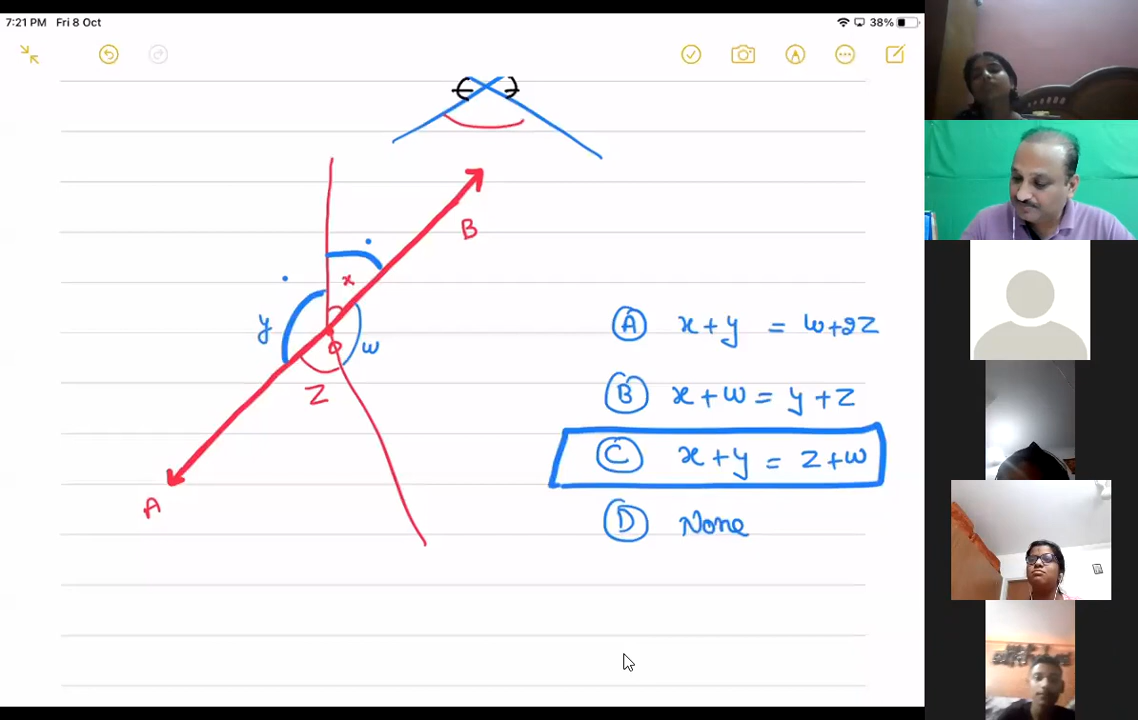 7:21 PM Fri 8 Oct 38%
B
x
y
w
Z
A
A x+y = w+2z
B x+w = y+z
C x+y = z+w
D None